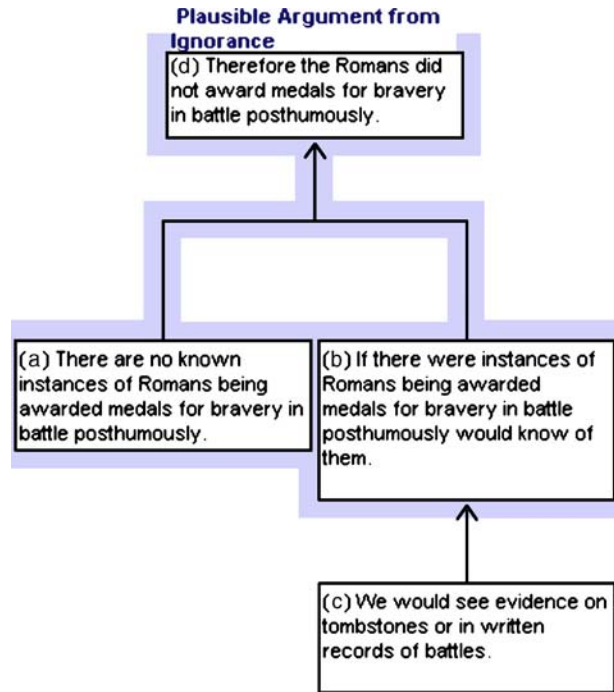 Plausible Argument from
Ignorance
(d) Therefore the Romans did
not award medals for bravery
in battle posthumously.
(a) There are no known
instances of Romans being
awarded medals for bravery in
battle posthumously.
(b) If there were instances of
Romans being awarded
medals for bravery in battle
posthumously would know of
them.
(c) We would see evidence on
tombstones or in written
records of battles.